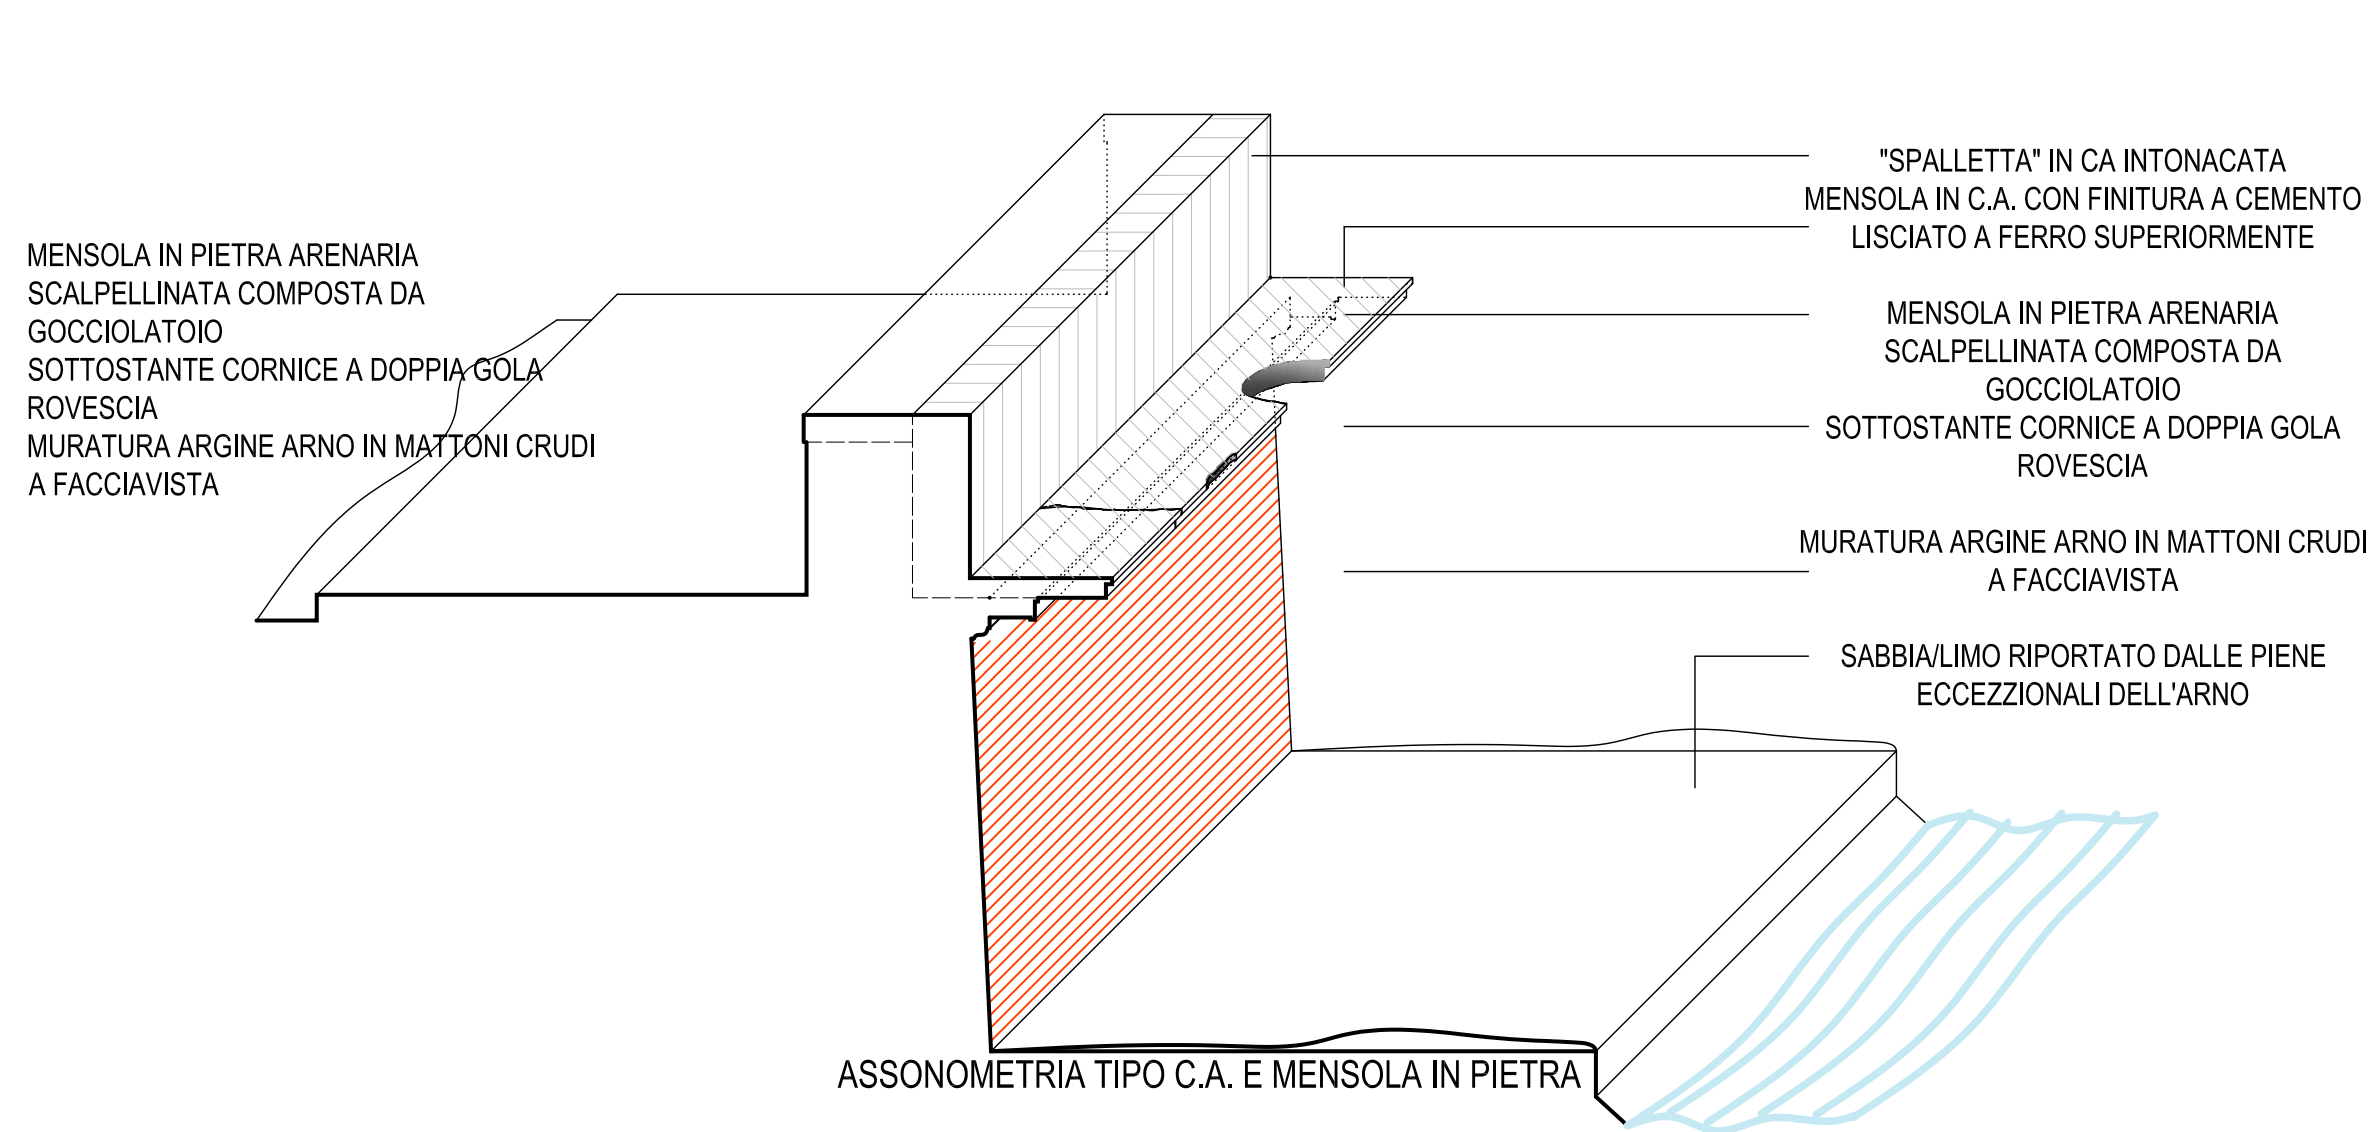 MENSOLA IN PIETRA ARENARIA
SCALPELLINATA COMPOSTA DA
GOCCIOLATOIO
SOTTOSTANTE CORNICE A DOPPIA GOLA
ROVESCIA
MURATURA ARGINE ARNO IN MATTONI CRUDI
A FACCIAVISTA
"SPALLETTA" IN CA INTONACATA
MENSOLA IN C.A. CON FINITURA A CEMENTO
LISCIATO A FERRO SUPERIORMENTE
MENSOLA IN PIETRA ARENARIA
SCALPELLINATA COMPOSTA DA
GOCCIOLATOIO
SOTTOSTANTE CORNICE A DOPPIA GOLA
ROVESCIA
MURATURA ARGINE ARNO IN MATTONI CRUDI
A FACCIAVISTA
SABBIA/LIMO RIPORTATO DALLE PIENE
ECCEZZIONALI DELL'ARNO
ASSONOMETRIA TIPO C.A. E MENSOLA IN PIETRA